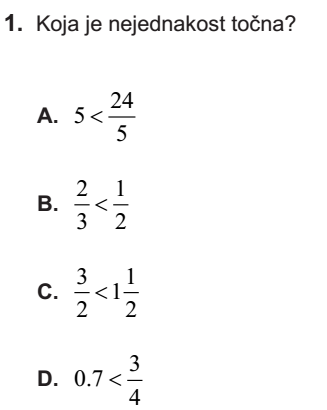 1. Koja je nejednakost točna?
A. 5 < 24/5
B. 2/3 < 1/2
C. 3/2 < 1 1/2
D. 0.7 < 3/4